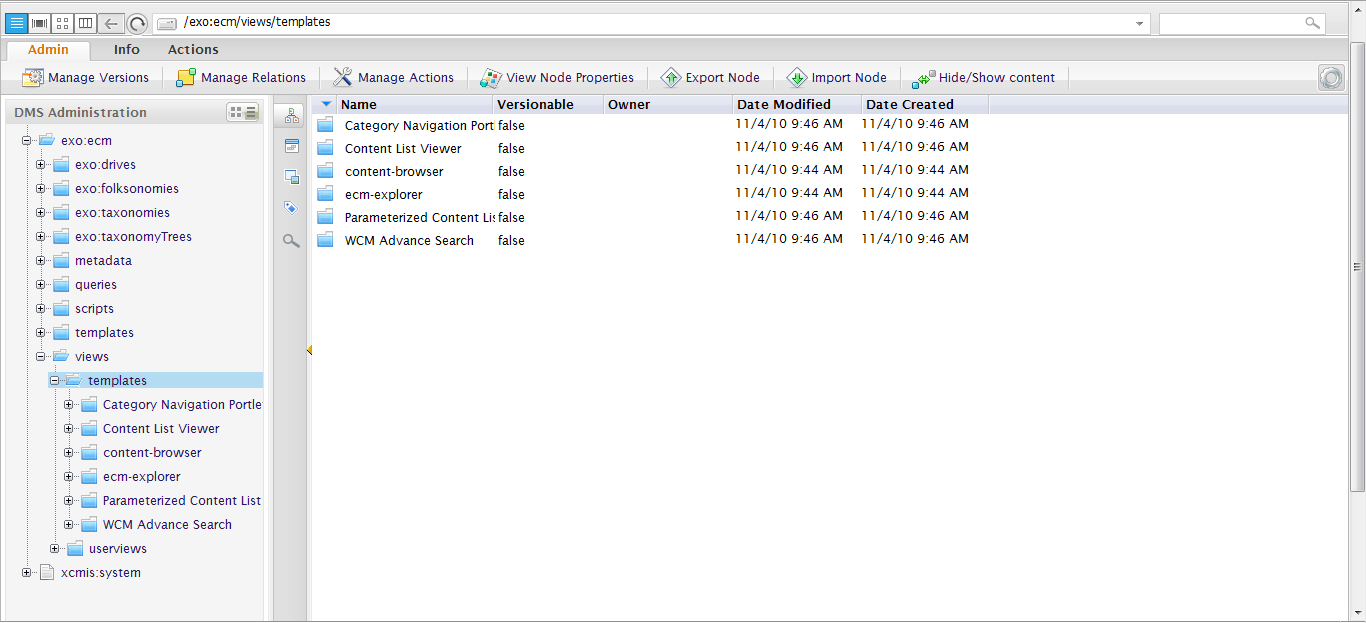 /exo:ecm/views/templates
Admin Info Actions
Manage Versions Manage Relations Manage Actions View Node Properties Export Node Import Node Hide/Show content
DMS Administration
exo:ecm
exo:drives
exo:folksonomies
exo:taxonomies
exo:taxonomyTrees
metadata
queries
scripts
templates
views
templates
Category Navigation Portle
Content List Viewer
content-browser
ecm-explorer
Parameterized Content List
WCM Advance Search
userviews
xcmis:system
Name Versionable Owner Date Modified Date Created
Category Navigation Port false 11/4/10 9:46 AM 11/4/10 9:46 AM
Content List Viewer false 11/4/10 9:46 AM 11/4/10 9:46 AM
content-browser false 11/4/10 9:44 AM 11/4/10 9:44 AM
ecm-explorer false 11/4/10 9:44 AM 11/4/10 9:44 AM
Parameterized Content Lis false 11/4/10 9:46 AM 11/4/10 9:46 AM
WCM Advance Search false 11/4/10 9:46 AM 11/4/10 9:46 AM